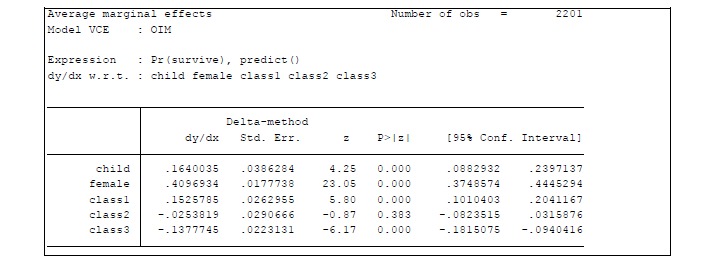 Average marginal effects Number of obs = 2201
Model VCE : OIM
Expression : Pr(survive), predict()
dy/dx w.r.t. : child female class1 class2 class3
Delta-method
dy/dx Std. Err. z P>|z| [95% Conf. Interval]
child .1640035 .0386284 4.25 0.000 .0882932 .2397137
female .4096934 .0177738 23.05 0.000 .3748574 .4445294
class1 .1525785 .0262955 5.80 0.000 .1010403 .2041167
class2 -.0253819 .0290666 -0.87 0.383 -.0823515 .0315876
class3 -.1377745 .0223131 -6.17 0.000 -.1815075 -.0940416